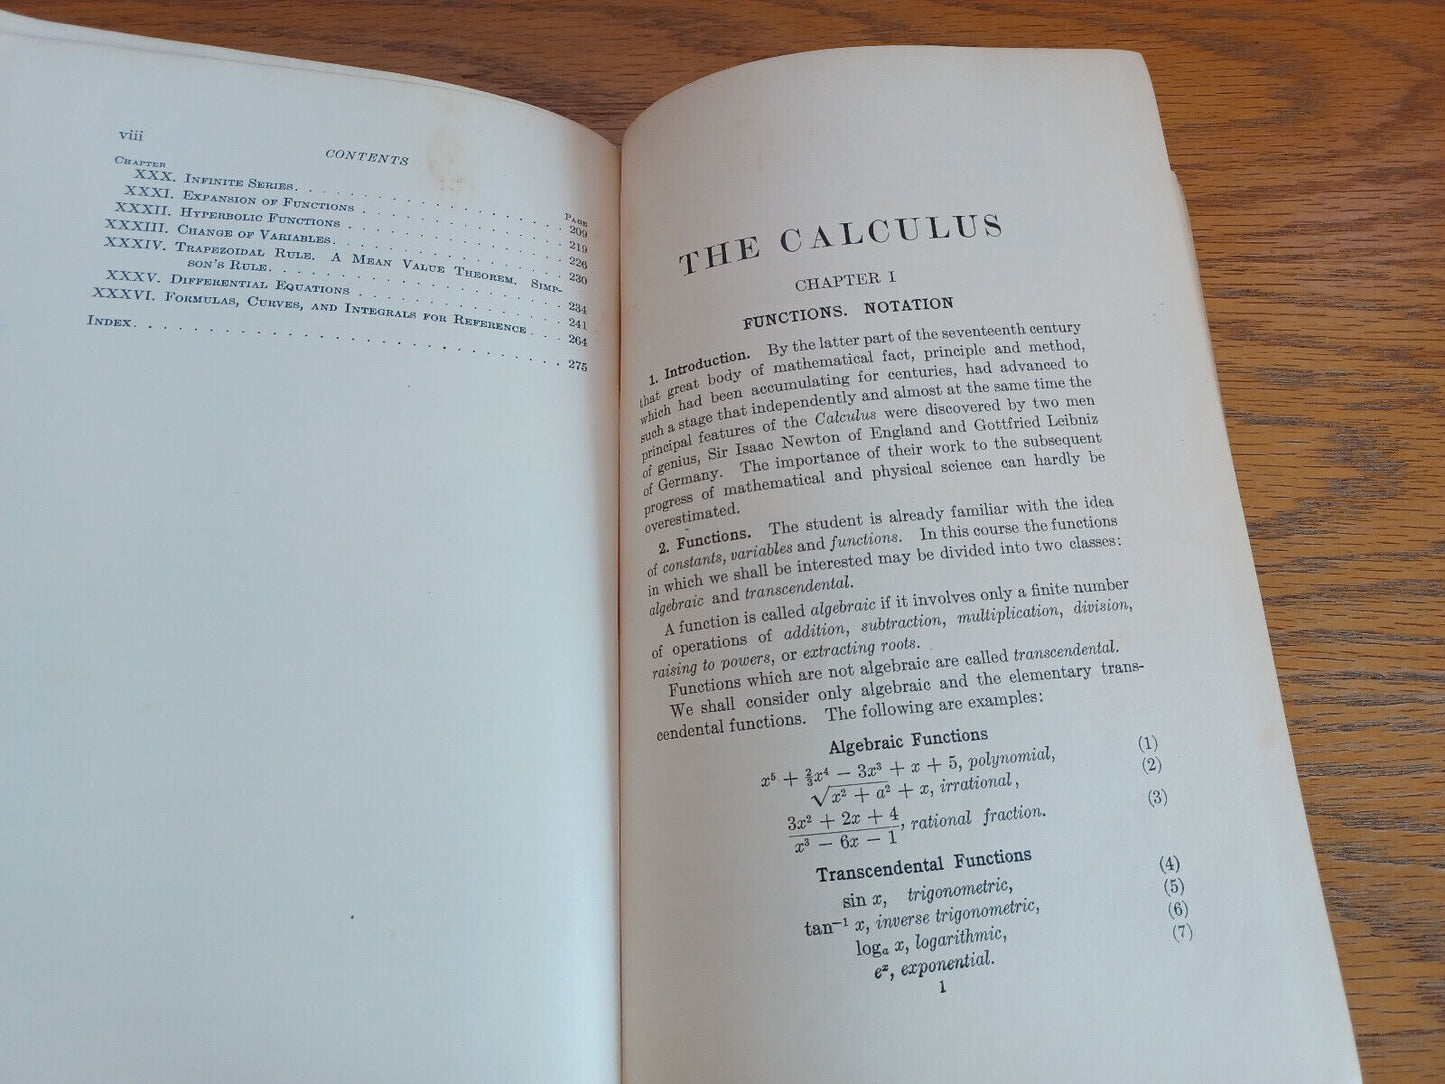 viii
CONTENTS
CHAPTER
PAGE
XXX. INFINITE SERIES. . . . . . . . . . . . . . . . . . 209
XXXI. EXPANSION OF FUNCTIONS . . . . . . . . . . . . . 219
XXXII. HYPERBOLIC FUNCTIONS . . . . . . . . . . . . . . 226
XXXIII. CHANGE OF VARIABLES. . . . . . . . . . . . . . . 230
XXXIV. TRAPEZOIDAL RULE. A MEAN VALUE THEOREM. SIMP-
SON'S RULE. . . . . . . . . . . . . . . . . . . 234
XXXV. DIFFERENTIAL EQUATIONS . . . . . . . . . . . . . 241
XXXVI. FORMULAS, CURVES, AND INTEGRALS FOR REFERENCE . . 264
INDEX. . . . . . . . . . . . . . . . . . . . . . . . . 275
THE CALCULUS
CHAPTER I
FUNCTIONS. NOTATION
1. Introduction. By the latter part of the seventeenth century
that great body of mathematical fact, principle and method,
which had been accumulating for centuries, had advanced to
such a stage that independently and almost at the same time the
principal features of the Calculus were discovered by two men
of genius, Sir Isaac Newton of England and Gottfried Leibniz
of Germany. The importance of their work to the subsequent
progress of mathematical and physical science can hardly be
overestimated.
2. Functions. The student is already familiar with the idea
of constants, variables and functions. In this course the functions
in which we shall be interested may be divided into two classes:
algebraic and transcendental.
A function is called algebraic if it involves only a finite number
of operations of addition, subtraction, multiplication, division,
raising to powers, or extracting roots.
Functions which are not algebraic are called transcendental.
We shall consider only algebraic and the elementary trans-
cendental functions. The following are examples:
Algebraic Functions
x⁵ + ⅔x⁴ − 3x³ + x + 5, polynomial, (1)
√(x² + a²) + x, irrational, (2)
(3x² + 2x + 4)/(x³ − 6x − 1), rational fraction. (3)
Transcendental Functions
sin x, trigonometric, (4)
tan⁻¹ x, inverse trigonometric, (5)
logₐ x, logarithmic, (6)
eˣ, exponential. (7)
1